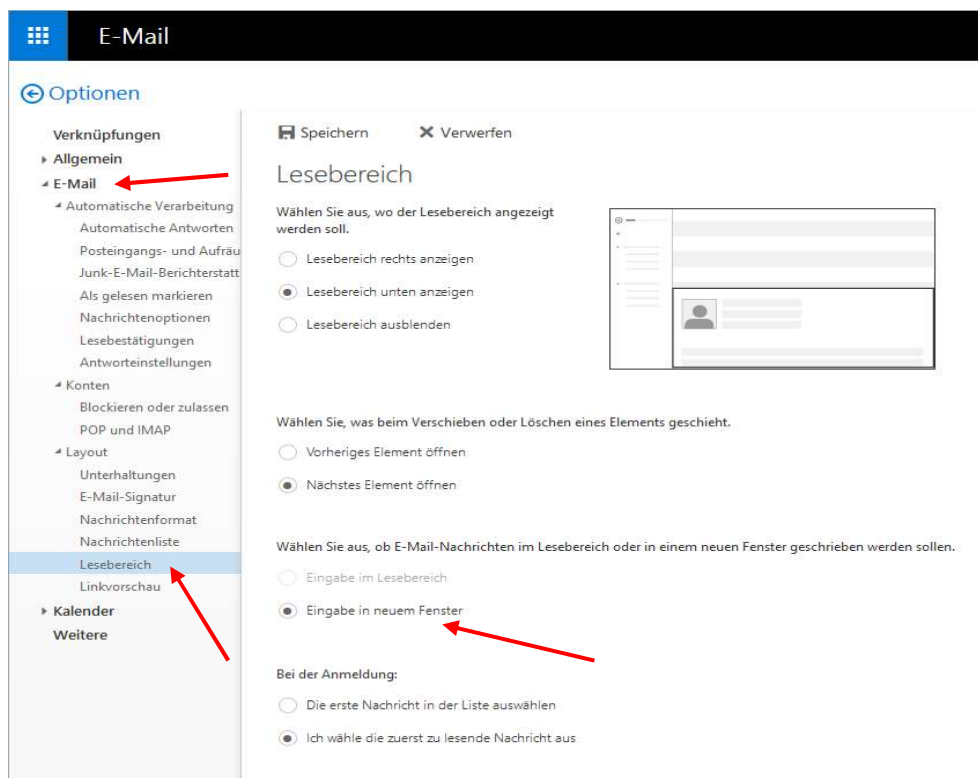 E-Mail
Optionen
Verknüpfungen
Allgemein
E-Mail
Automatische Verarbeitung
Automatische Antworten
Posteingangs- und Aufräu
Junk-E-Mail-Berichterstatt
Als gelesen markieren
Nachrichtenoptionen
Lesebestätigungen
Antworteinstellungen
Konten
Blockieren oder zulassen
POP und IMAP
Layout
Unterhaltungen
E-Mail-Signatur
Nachrichtenformat
Nachrichtenliste
Lesebereich
Linkvorschau
Kalender
Weitere
Speichern Verwerfen
Lesebereich
Wählen Sie aus, wo der Lesebereich angezeigt
werden soll.
Lesebereich rechts anzeigen
Lesebereich unten anzeigen
Lesebereich ausblenden
Wählen Sie, was beim Verschieben oder Löschen eines Elements geschieht.
Vorheriges Element öffnen
Nächstes Element öffnen
Wählen Sie aus, ob E-Mail-Nachrichten im Lesebereich oder in einem neuen Fenster geschrieben werden sollen.
Eingabe im Lesebereich
Eingabe in neuem Fenster
Bei der Anmeldung:
Die erste Nachricht in der Liste auswählen
Ich wähle die zuerst zu lesende Nachricht aus